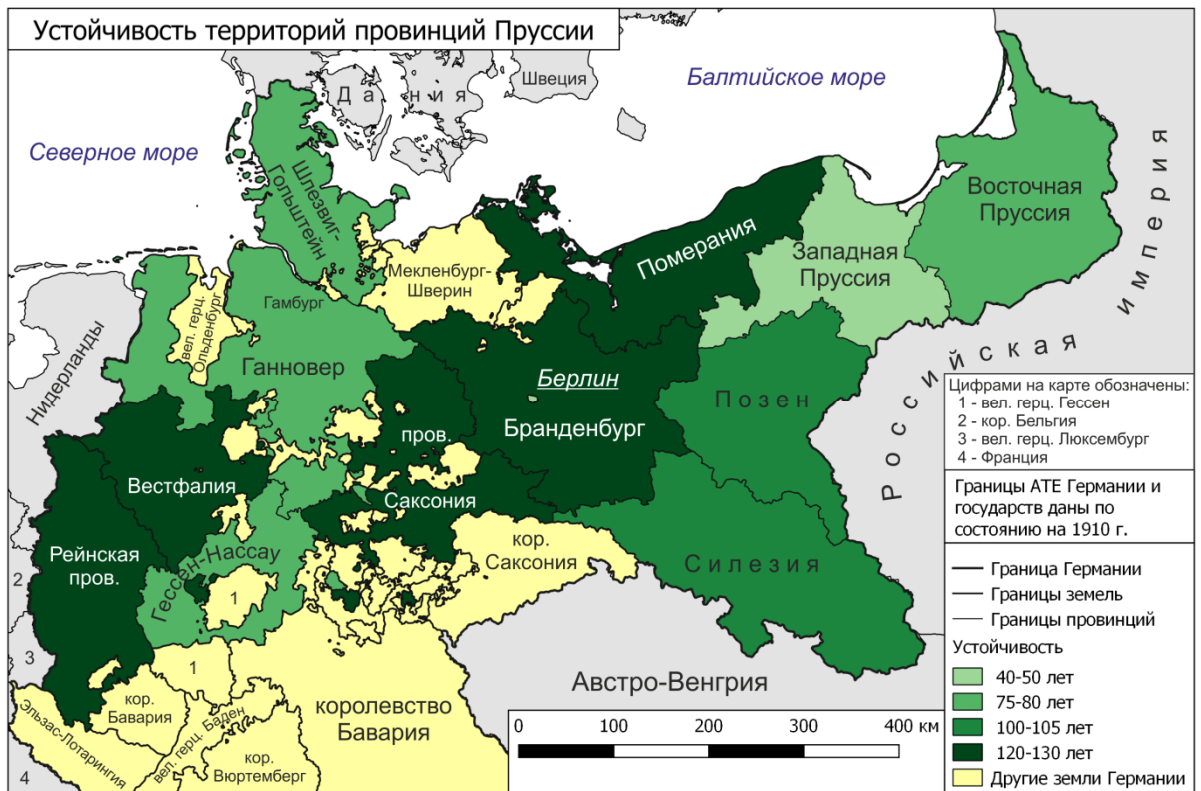 Устойчивость территорий провинций Пруссии
Швеция
Дания
Балтийское море
Северное море
Российская империя
Шлезвиг-
Гольштейн
Восточная
Пруссия
Западная
Пруссия
Померания
Мекленбург-
Шверин
Гамбург
вел. герц.
Ольденбург
Нидерланды
Ганновер
Берлин
Бранденбург
Позен
пров.
Саксония
Вестфалия
Рейнская
пров.
Гессен-Нассау
кор.
Саксония
Силезия
1
2
3
1
4
кор.
Бавария
Эльзас-Лотарингия
вел. герц. Баден
кор.
Вюртемберг
королевство
Бавария
Австро-Венгрия
0 100 200 300 400 км
Цифрами на карте обозначены:
1 - вел. герц. Гессен
2 - кор. Бельгия
3 - вел. герц. Люксембург
4 - Франция
Границы АТЕ Германии и
государств даны по
состоянию на 1910 г.
Граница Германии
Границы земель
Границы провинций
Устойчивость
40-50 лет
75-80 лет
100-105 лет
120-130 лет
Другие земли Германии